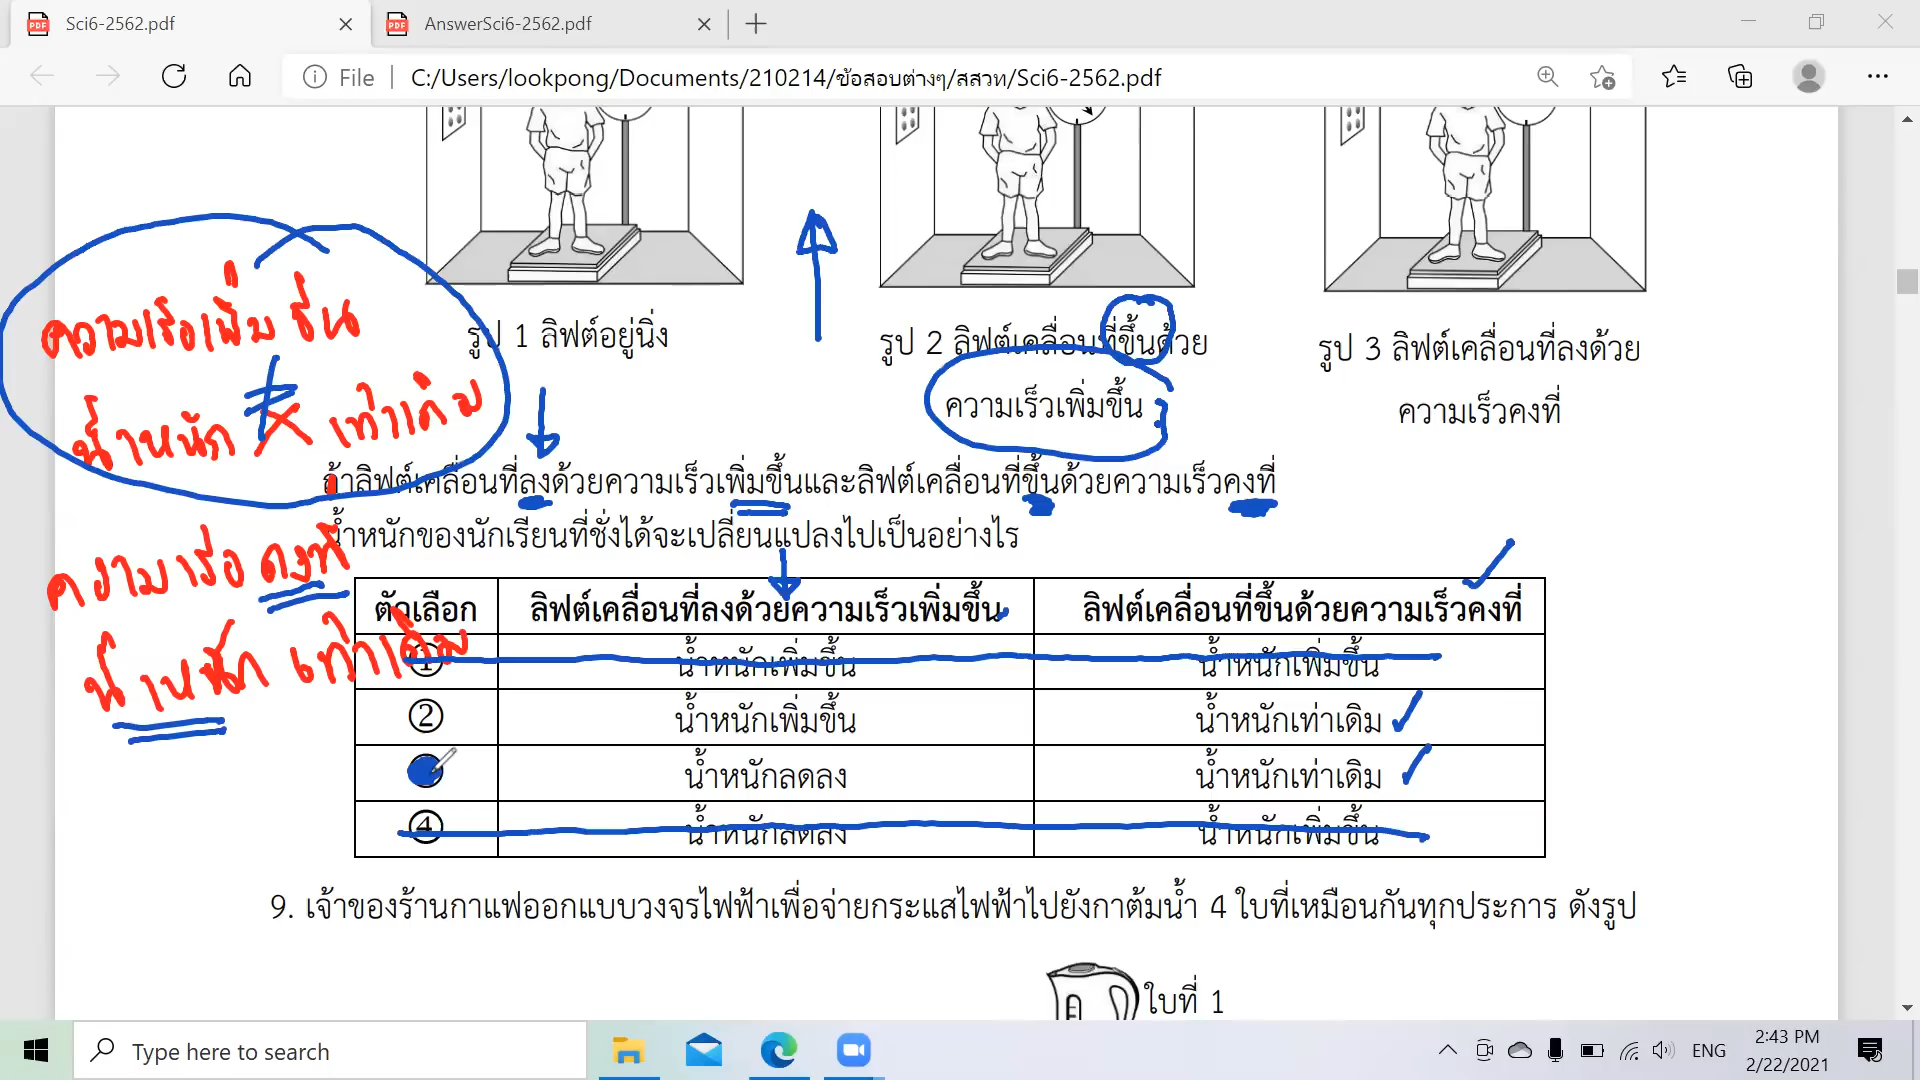 Sci6-2562.pdf
AnswerSci6-2562.pdf
File
C:/Users/lookpong/Documents/210214/ข้อสอบต่างๆ/สสวท/Sci6-2562.pdf
รูป 1 ลิฟต์อยู่นิ่ง
รูป 2 ลิฟต์เคลื่อนที่ขึ้นด้วย
ความเร็วเพิ่มขึ้น
รูป 3 ลิฟต์เคลื่อนที่ลงด้วย
ความเร็วคงที่
ความเร็วเพิ่มขึ้น
น้ำหนัก ≠ เท่าเดิม
ถ้าลิฟต์เคลื่อนที่ลงด้วยความเร็วเพิ่มขึ้นและลิฟต์เคลื่อนที่ขึ้นด้วยความเร็วคงที่
น้ำหนักของนักเรียนที่ชั่งได้จะเปลี่ยนแปลงไปเป็นอย่างไร
ความเร็ว คงที่
น้ำหนัก เท่าเดิม
ตัวเลือก ลิฟต์เคลื่อนที่ลงด้วยความเร็วเพิ่มขึ้น ลิฟต์เคลื่อนที่ขึ้นด้วยความเร็วคงที่
① น้ำหนักเพิ่มขึ้น น้ำหนักเพิ่มขึ้น
② น้ำหนักเพิ่มขึ้น น้ำหนักเท่าเดิม
น้ำหนักลดลง น้ำหนักเท่าเดิม
④ น้ำหนักลดลง น้ำหนักเพิ่มขึ้น
9. เจ้าของร้านกาแฟออกแบบวงจรไฟฟ้าเพื่อจ่ายกระแสไฟฟ้าไปยังกาต้มน้ำ 4 ใบที่เหมือนกันทุกประการ ดังรูป
ใบที่ 1
Type here to search
ENG
2:43 PM
2/22/2021